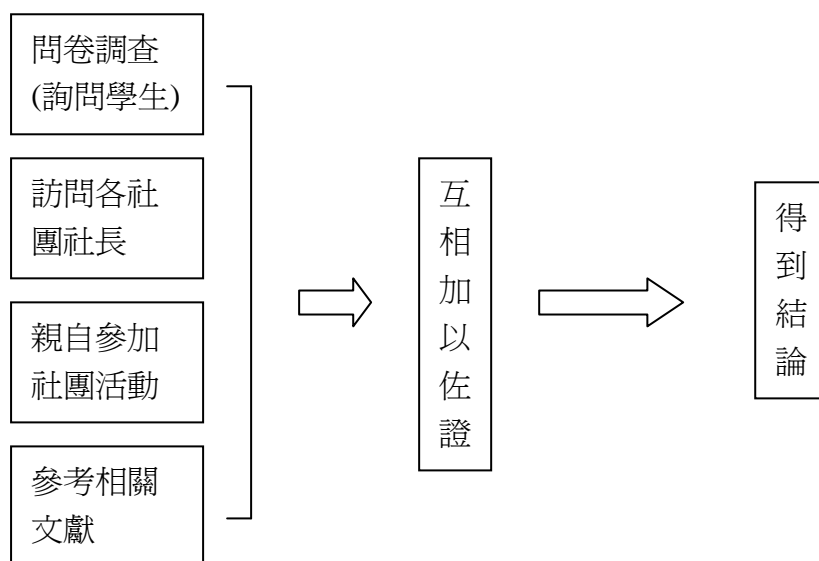 問卷調查
(詢問學生)
訪問各社
團社長
親自參加
社團活動
參考相關
文獻
互相加以佐證
得到結論